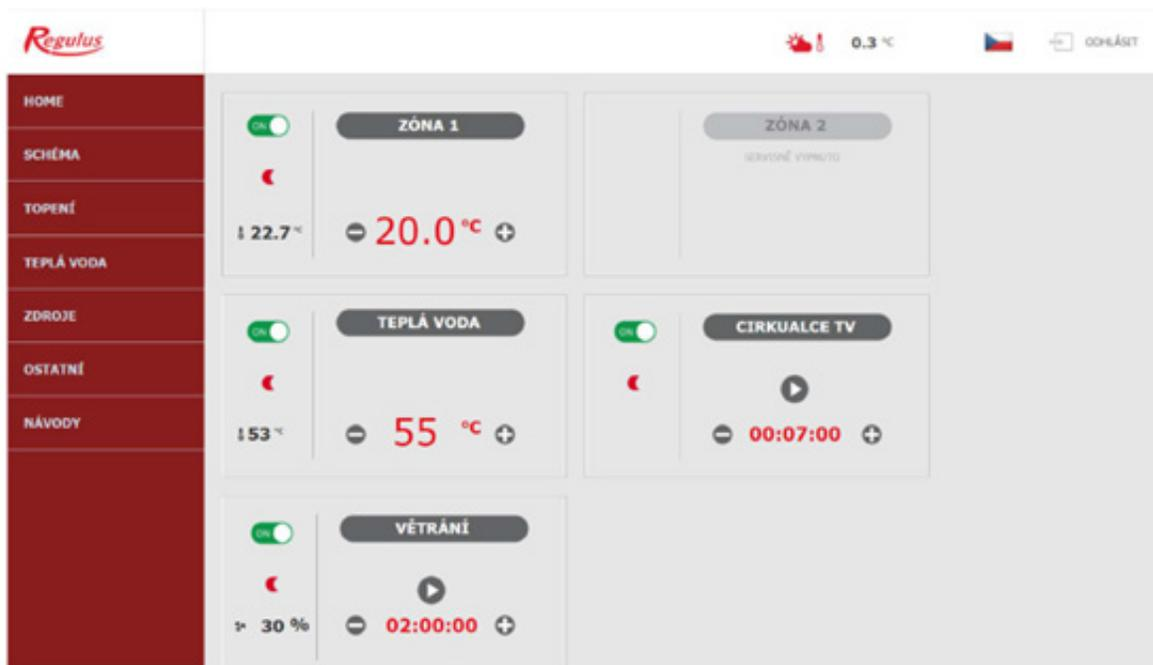 Regulus
0.3 °C
ODHLÁSIT
HOME
SCHÉMA
TOPENÍ
TEPLÁ VODA
ZDROJE
OSTATNÍ
NÁVODY
ON
ZÓNA 1
22.7 °C
20.0 °C
ZÓNA 2
SERVISNĚ VYPNUTO
ON
TEPLÁ VODA
53 °C
55 °C
ON
CIRKUALCE TV
00:07:00
ON
VĚTRÁNÍ
30 %
02:00:00